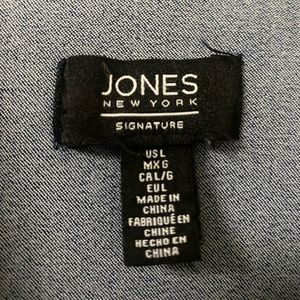 JONES
NEW YORK
SIGNATURE
US L
MX G
CA L/G
EU L
MADE IN
CHINA
FABRIQUÉ EN
CHINE
HECHO EN
CHINA